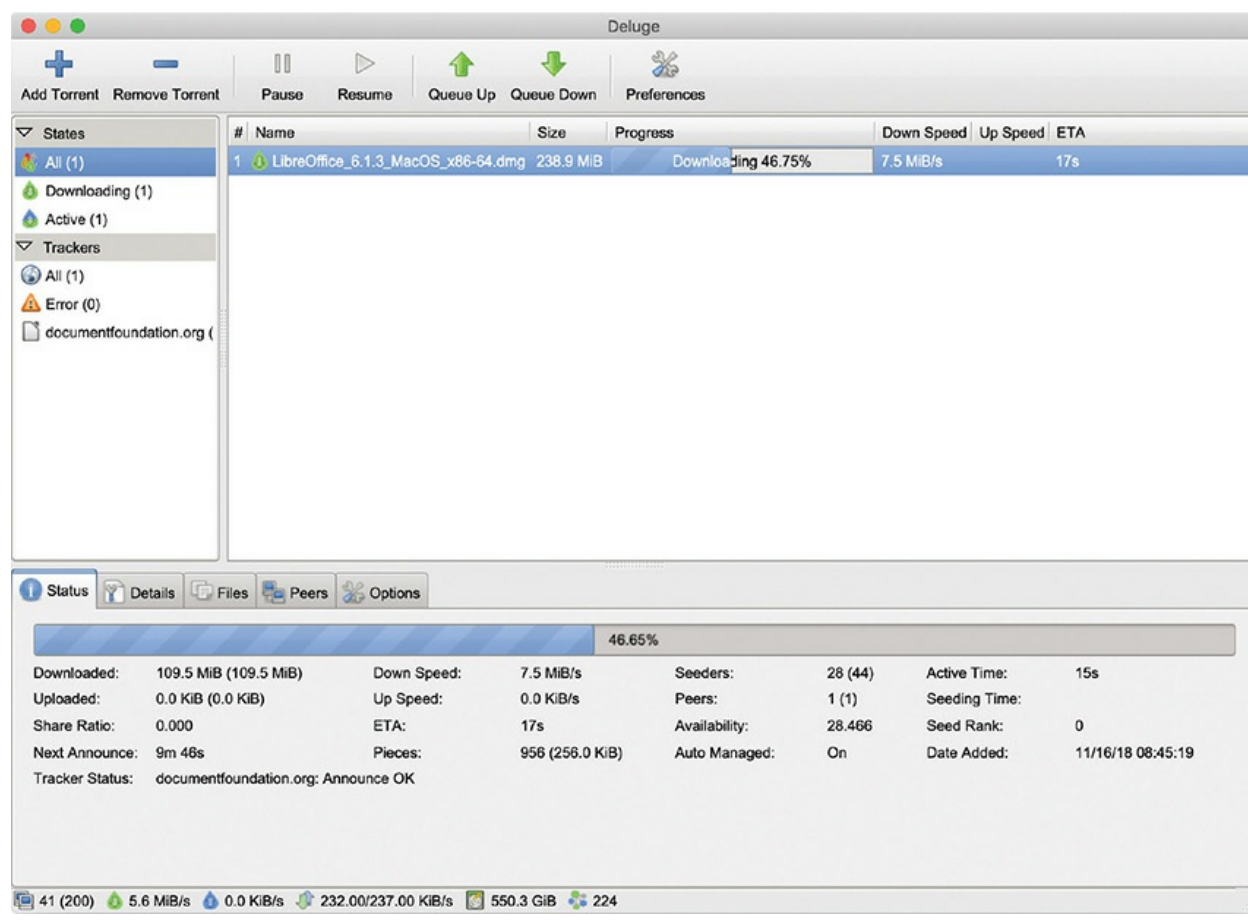 Deluge
Add Torrent Remove Torrent Pause Resume Queue Up Queue Down Preferences
States
All (1)
Downloading (1)
Active (1)
Trackers
All (1)
Error (0)
documentfoundation.org (
# Name Size Progress Down Speed Up Speed ETA
1 LibreOffice_6.1.3_MacOS_x86-64.dmg 238.9 MiB Downloading 46.75% 7.5 MiB/s 17s
Status Details Files Peers Options
46.65%
Downloaded: 109.5 MiB (109.5 MiB) Down Speed: 7.5 MiB/s Seeders: 28 (44) Active Time: 15s
Uploaded: 0.0 KiB (0.0 KiB) Up Speed: 0.0 KiB/s Peers: 1 (1) Seeding Time:
Share Ratio: 0.000 ETA: 17s Availability: 28.466 Seed Rank: 0
Next Announce: 9m 46s Pieces: 956 (256.0 KiB) Auto Managed: On Date Added: 11/16/18 08:45:19
Tracker Status: documentfoundation.org: Announce OK
41 (200) 5.6 MiB/s 0.0 KiB/s 232.00/237.00 KiB/s 550.3 GiB 224